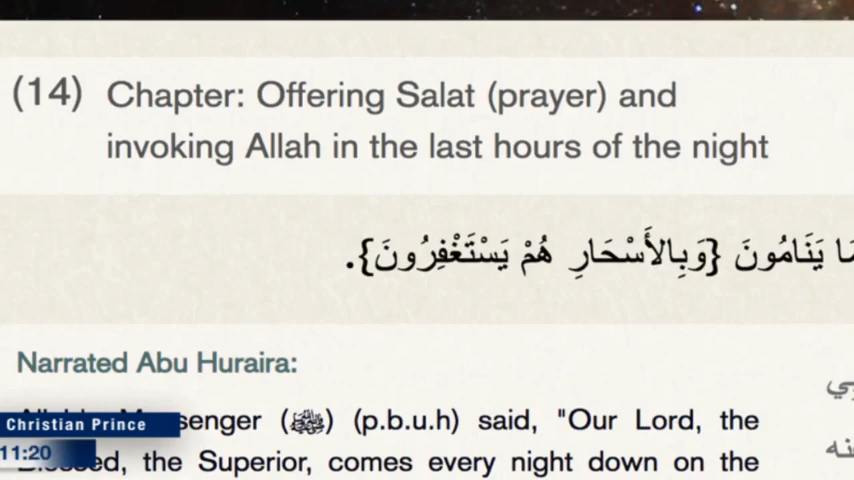 (14) Chapter: Offering Salat (prayer) and
invoking Allah in the last hours of the night
يَنَامُونَ {وَبِالأَسْحَارِ هُمْ يَسْتَغْفِرُونَ}.
Narrated Abu Huraira:
senger (ﷺ) (p.b.u.h) said, "Our Lord, the
the Superior, comes every night down on the
Christian Prince
11:20